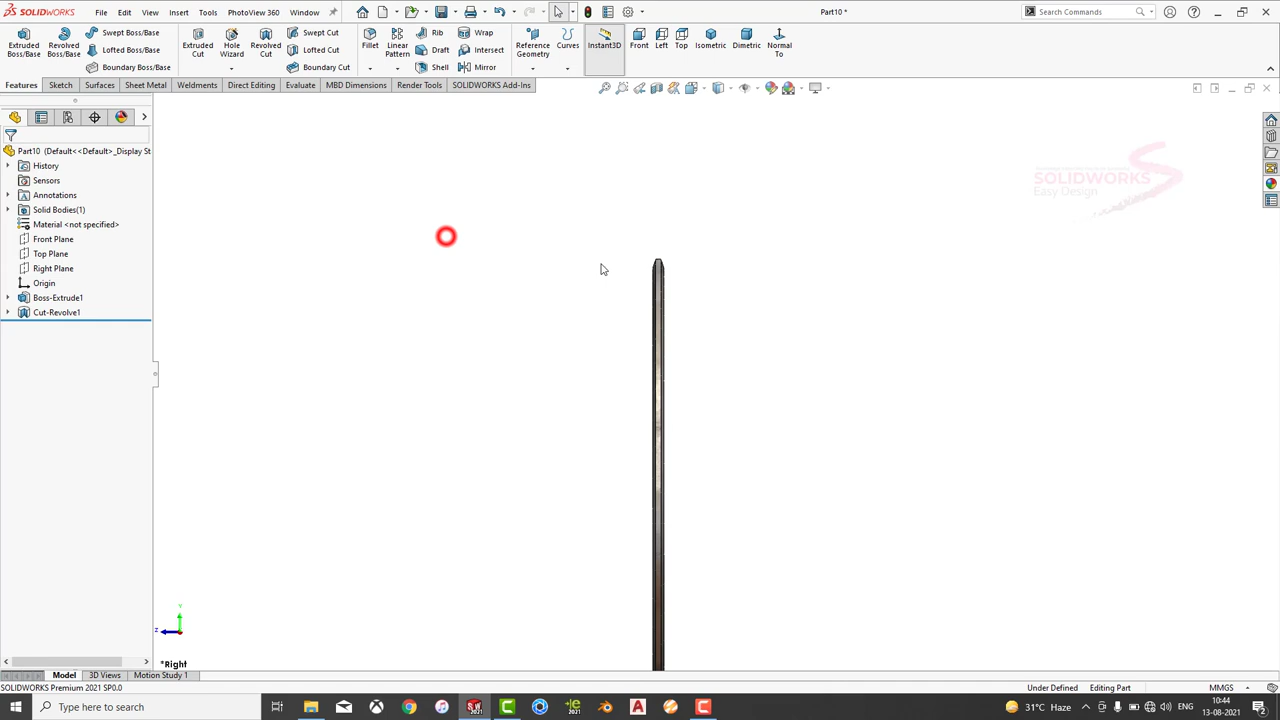 SOLIDWORKS
File Edit View Insert Tools PhotoView 360 Window
Part10 *
Search Commands
Extruded Boss/Base
Revolved Boss/Base
Swept Boss/Base
Lofted Boss/Base
Boundary Boss/Base
Extruded Cut
Hole Wizard
Revolved Cut
Swept Cut
Lofted Cut
Boundary Cut
Fillet
Linear Pattern
Rib
Draft
Shell
Wrap
Intersect
Mirror
Reference Geometry
Curves
Instant3D
Front
Left
Top
Isometric
Dimetric
Normal To
Features Sketch Surfaces Sheet Metal Weldments Direct Editing Evaluate MBD Dimensions Render Tools SOLIDWORKS Add-Ins
Part10 (Default<<Default>_Display St
History
Sensors
Annotations
Solid Bodies(1)
Material <not specified>
Front Plane
Top Plane
Right Plane
Origin
Boss-Extrude1
Cut-Revolve1
SOLIDWORKS
Easy Design
Y
Z
*Right
Model 3D Views Motion Study 1
SOLIDWORKS Premium 2021 SP0.0
Under Defined Editing Part MMGS
Type here to search
31°C Haze
ENG
10:44
13-08-2021